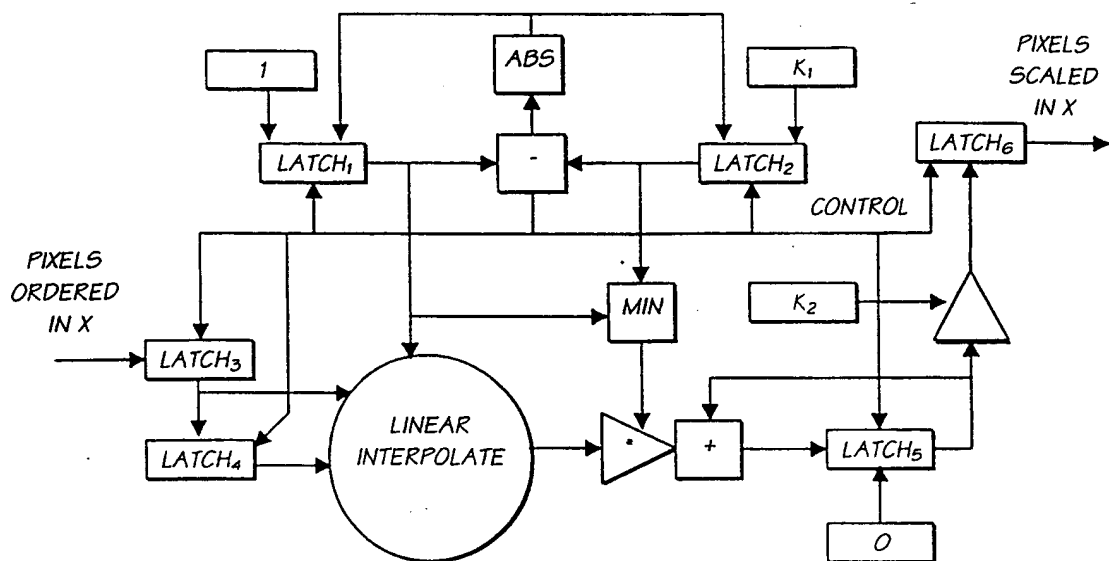 ABS
1
K₁
PIXELS
SCALED
IN X
LATCH₁
-
LATCH₂
LATCH₆
CONTROL
PIXELS
ORDERED
IN X
MIN
K₂
LATCH₃
LINEAR
INTERPOLATE
*
+
LATCH₄
LATCH₅
0